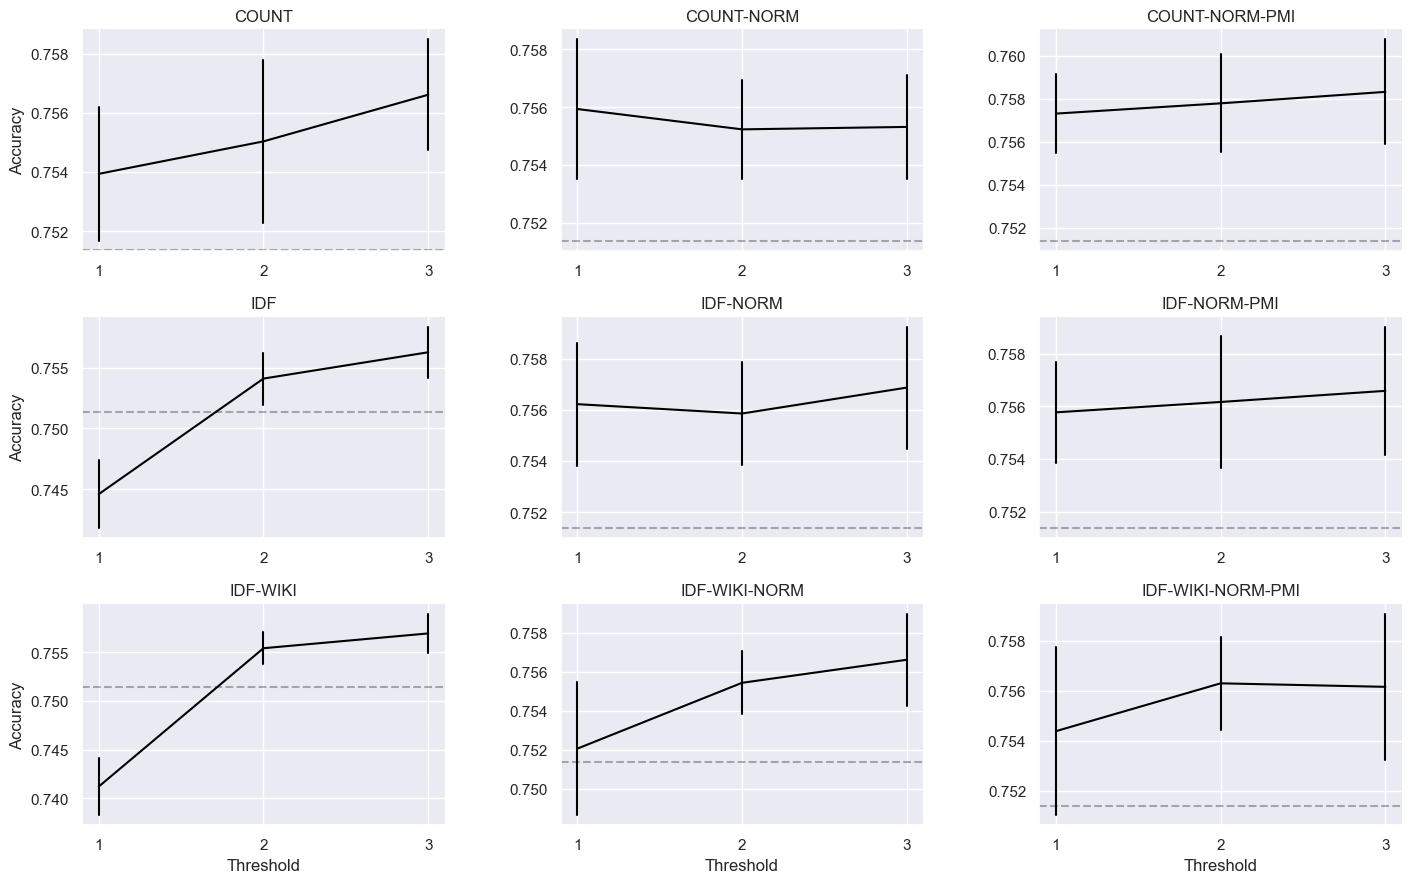 COUNT
COUNT-NORM
COUNT-NORM-PMI
Accuracy
0.758
0.756
0.754
0.752
1 2 3
0.758
0.756
0.754
0.752
1 2 3
0.760
0.758
0.756
0.754
0.752
1 2 3
IDF
IDF-NORM
IDF-NORM-PMI
Accuracy
0.755
0.750
0.745
1 2 3
0.758
0.756
0.754
0.752
1 2 3
0.758
0.756
0.754
0.752
1 2 3
IDF-WIKI
IDF-WIKI-NORM
IDF-WIKI-NORM-PMI
Accuracy
0.755
0.750
0.745
0.740
1 2 3
Threshold
0.758
0.756
0.754
0.752
0.750
1 2 3
Threshold
0.758
0.756
0.754
0.752
1 2 3
Threshold